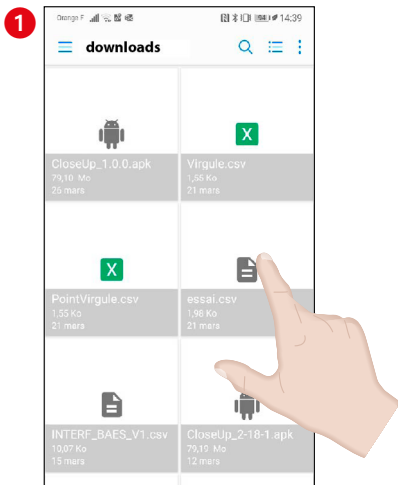 1
Orange F 14:39
downloads
X
CloseUp_1.0.0.apk
79,10 Mo
26 mars
Virgule.csv
1,55 Ko
21 mars
X
PointVirgule.csv
1,55 Ko
21 mars
essai.csv
1,98 Ko
21 mars
INTERF_BAES_V1.csv
10,07 Ko
15 mars
CloseUp_2-18-1.apk
79,19 Mo
12 mars